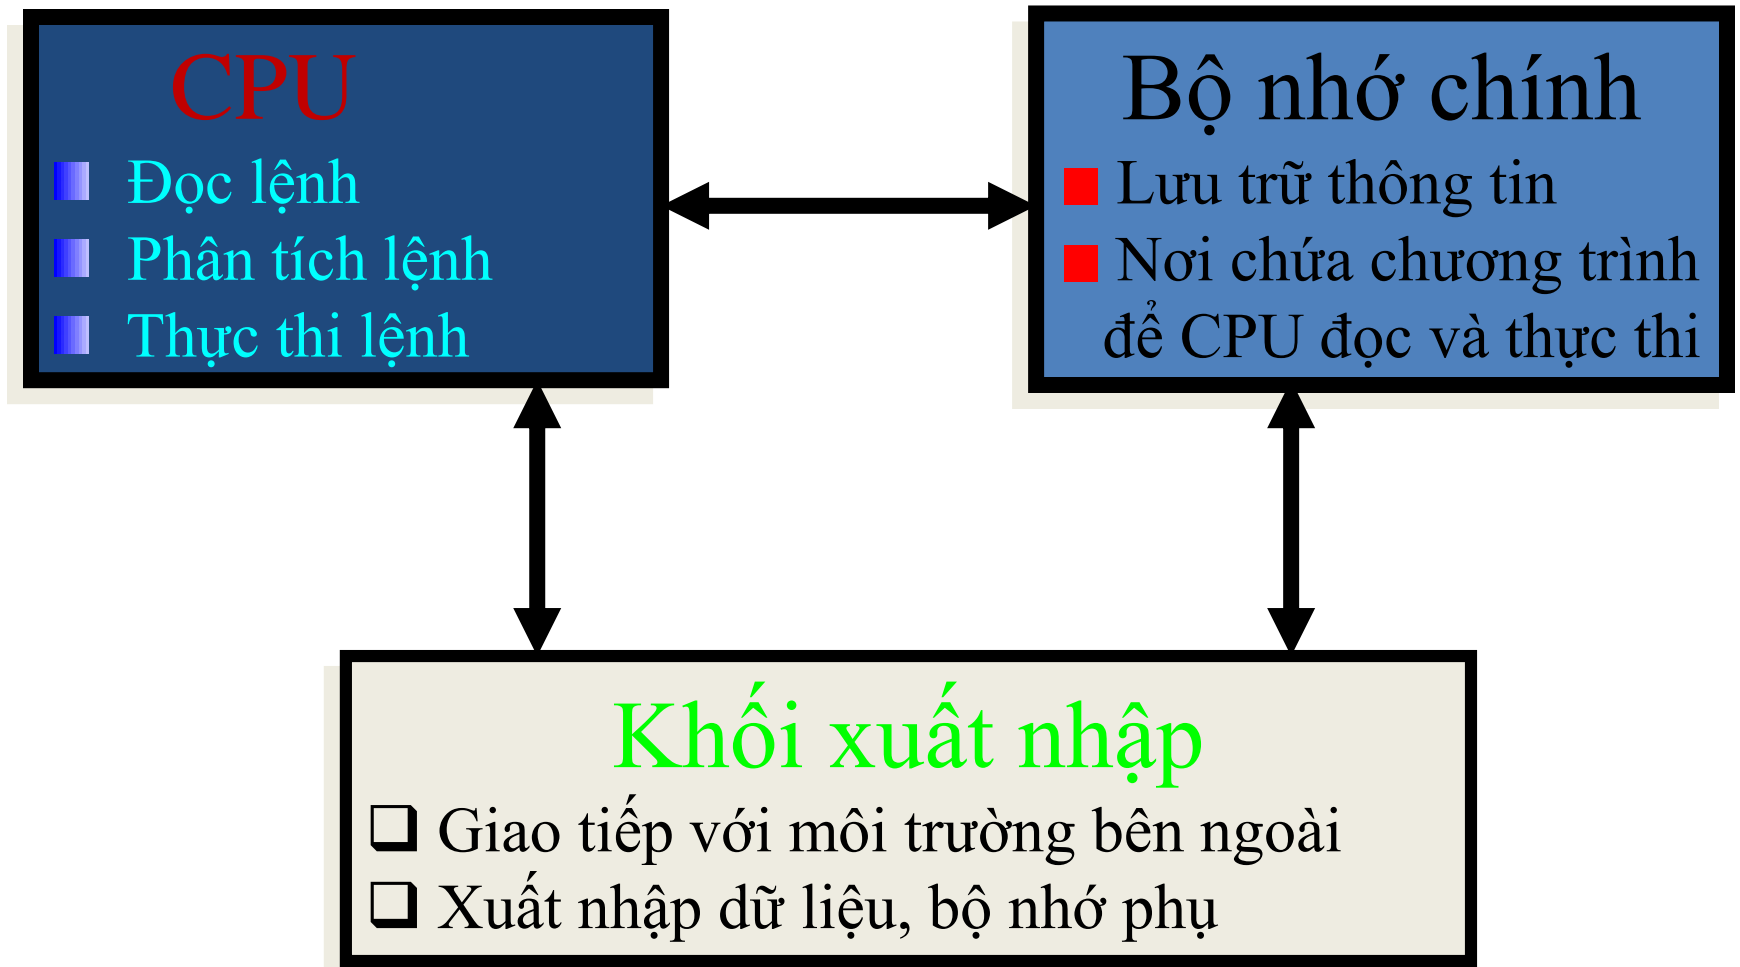 CPU
Đọc lệnh
Phân tích lệnh
Thực thi lệnh
Bộ nhớ chính
Lưu trữ thông tin
Nơi chứa chương trình
để CPU đọc và thực thi
Khối xuất nhập
Giao tiếp với môi trường bên ngoài
Xuất nhập dữ liệu, bộ nhớ phụ